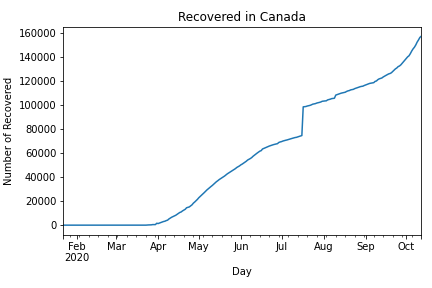 Recovered in Canada
Number of Recovered
160000
140000
120000
100000
80000
60000
40000
20000
0
Feb Mar Apr May Jun Jul Aug Sep Oct
2020
Day